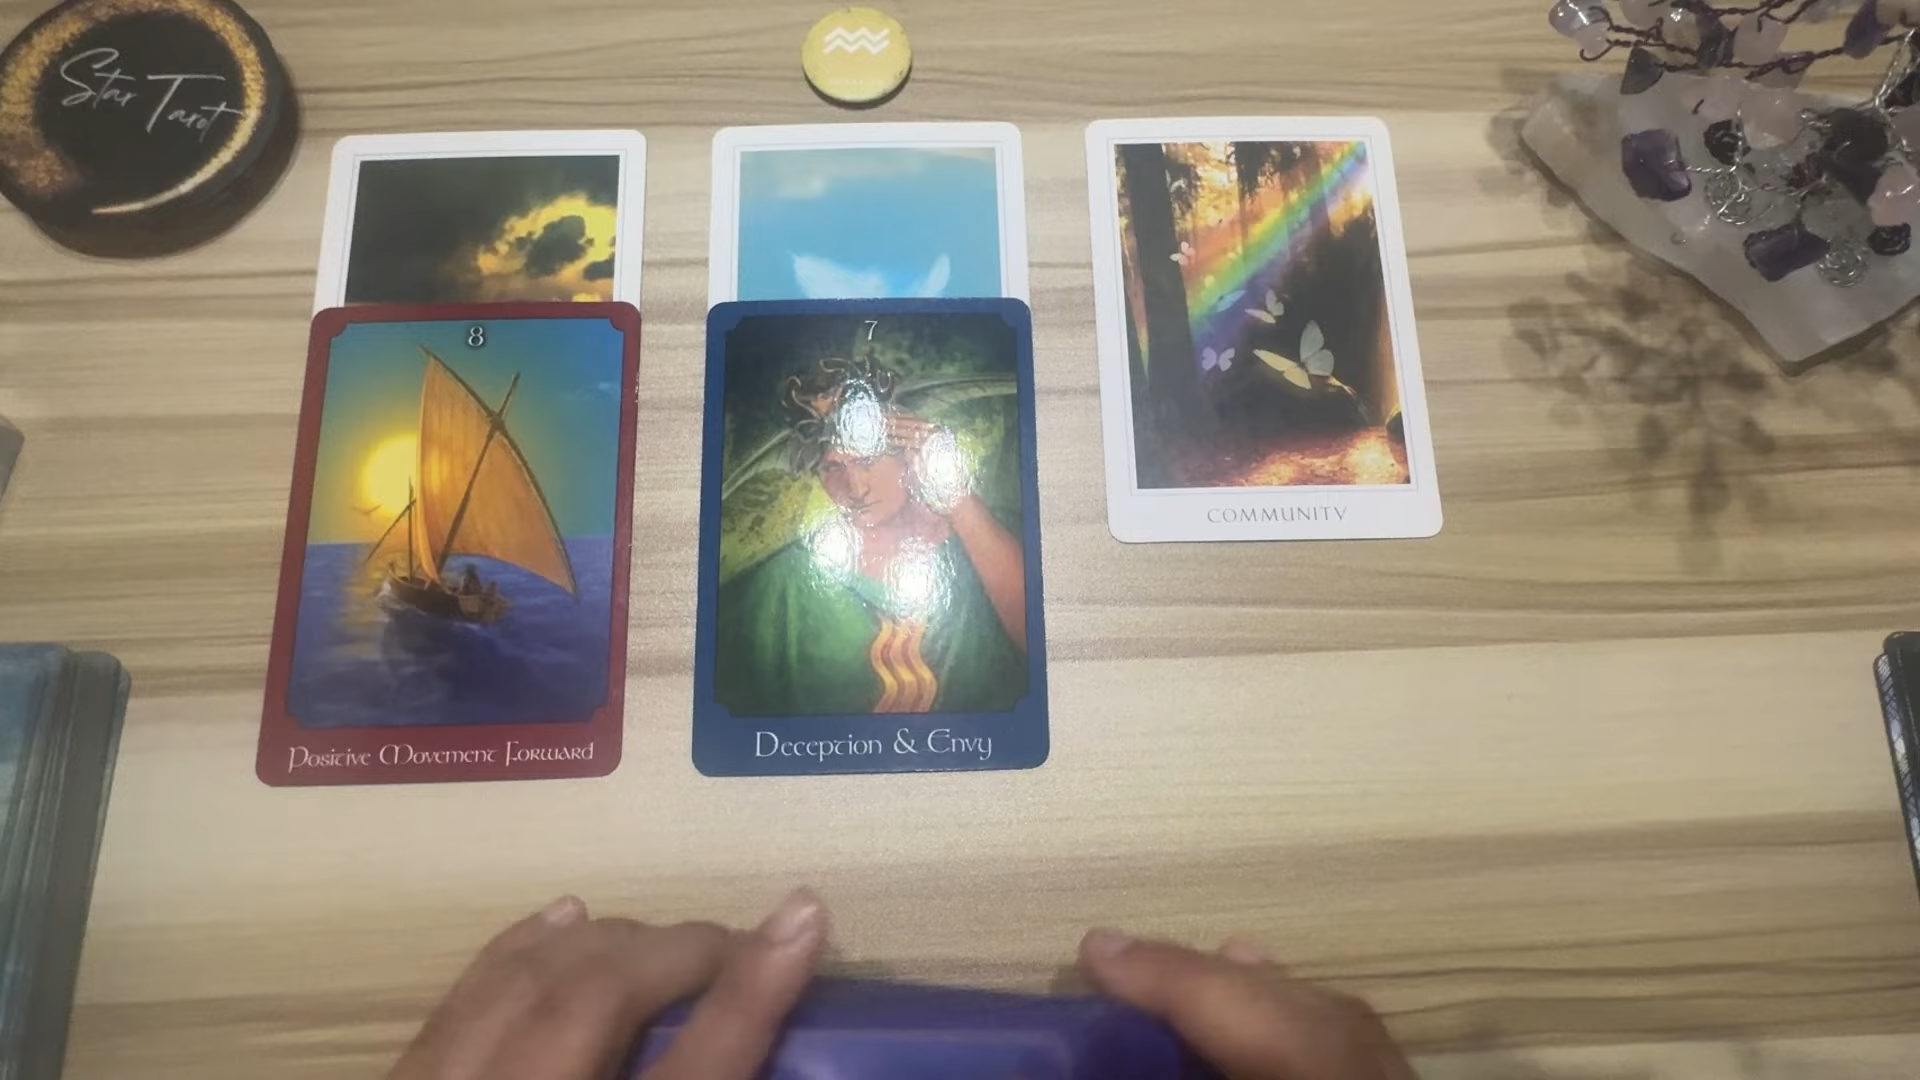 Star Tarot
8
7
COMMUNITY
Positive Movement Forward
Deception & Envy